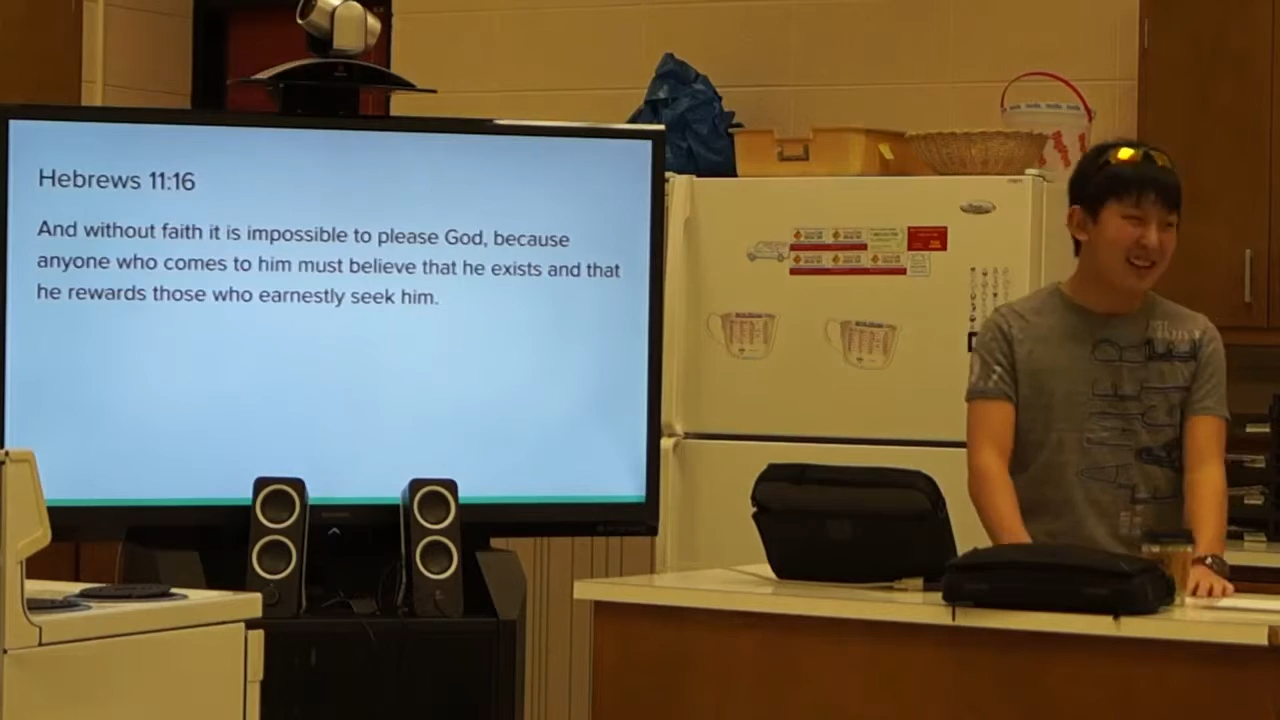 Hebrews 11:16
And without faith it is impossible to please God, because
anyone who comes to him must believe that he exists and that
he rewards those who earnestly seek him.